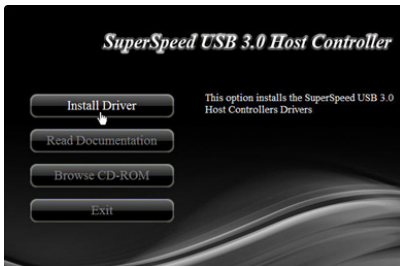 SuperSpeed USB 3.0 Host Controller
Install Driver
This option installs the SuperSpeed USB 3.0
Host Controllers Drivers
Read Documentation
Browse CD-ROM
Exit